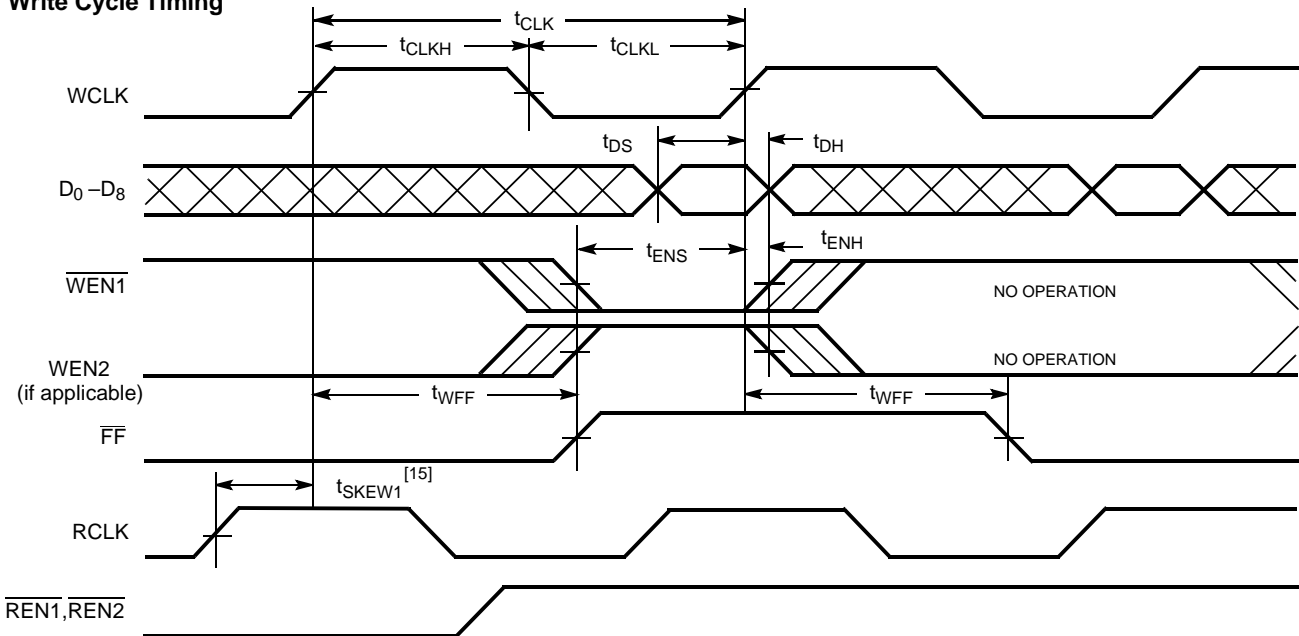 Write Cycle Timing
tCLK
tCLKH
tCLKL
WCLK
tDS
tDH
D0 –D8
tENS
tENH
WEN1
NO OPERATION
WEN2
(if applicable)
NO OPERATION
tWFF
tWFF
FF
tSKEW1 [15]
RCLK
REN1,REN2